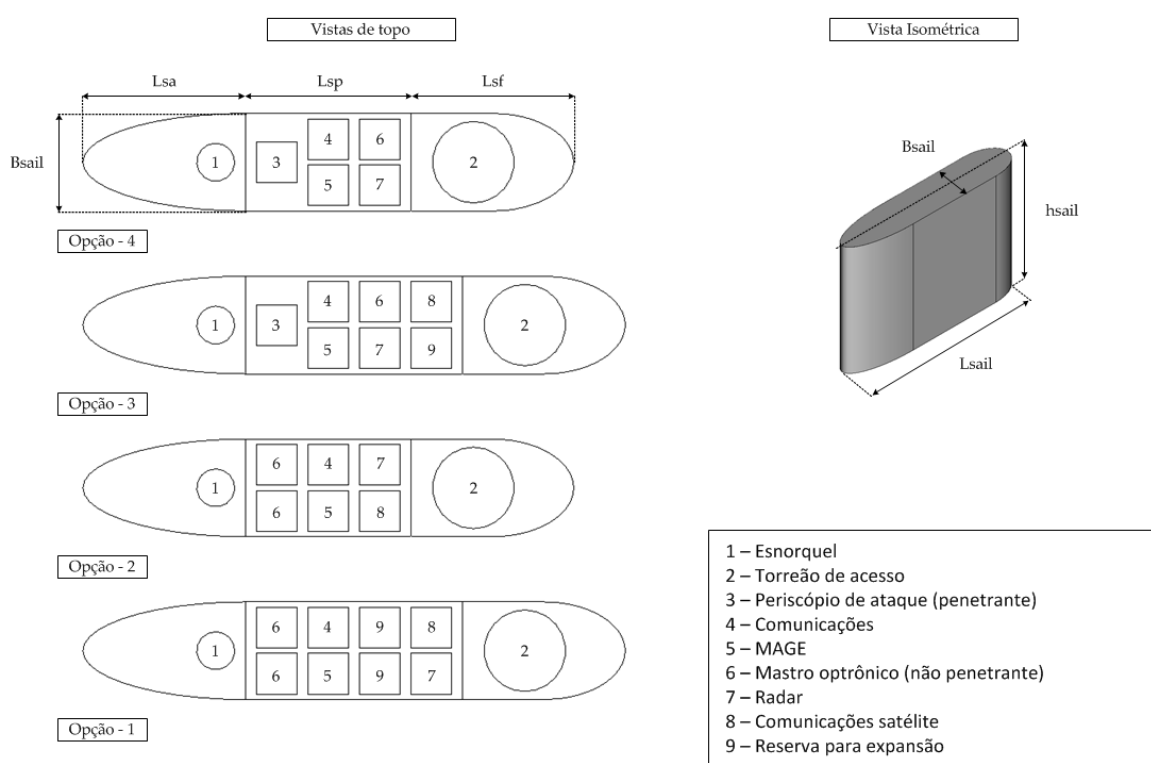 Vistas de topo
Vista Isométrica
Lsa
Lsp
Lsf
Bsail
1
3
4
6
5
7
2
Opção - 4
Bsail
hsail
Lsail
1
3
4
6
8
5
7
9
2
Opção - 3
1
6
4
7
6
5
8
2
Opção - 2
1
6
4
9
8
6
5
9
7
2
Opção - 1
1 – Esnorquel
2 – Torreão de acesso
3 – Periscópio de ataque (penetrante)
4 – Comunicações
5 – MAGE
6 – Mastro optrônico (não penetrante)
7 – Radar
8 – Comunicações satélite
9 – Reserva para expansão